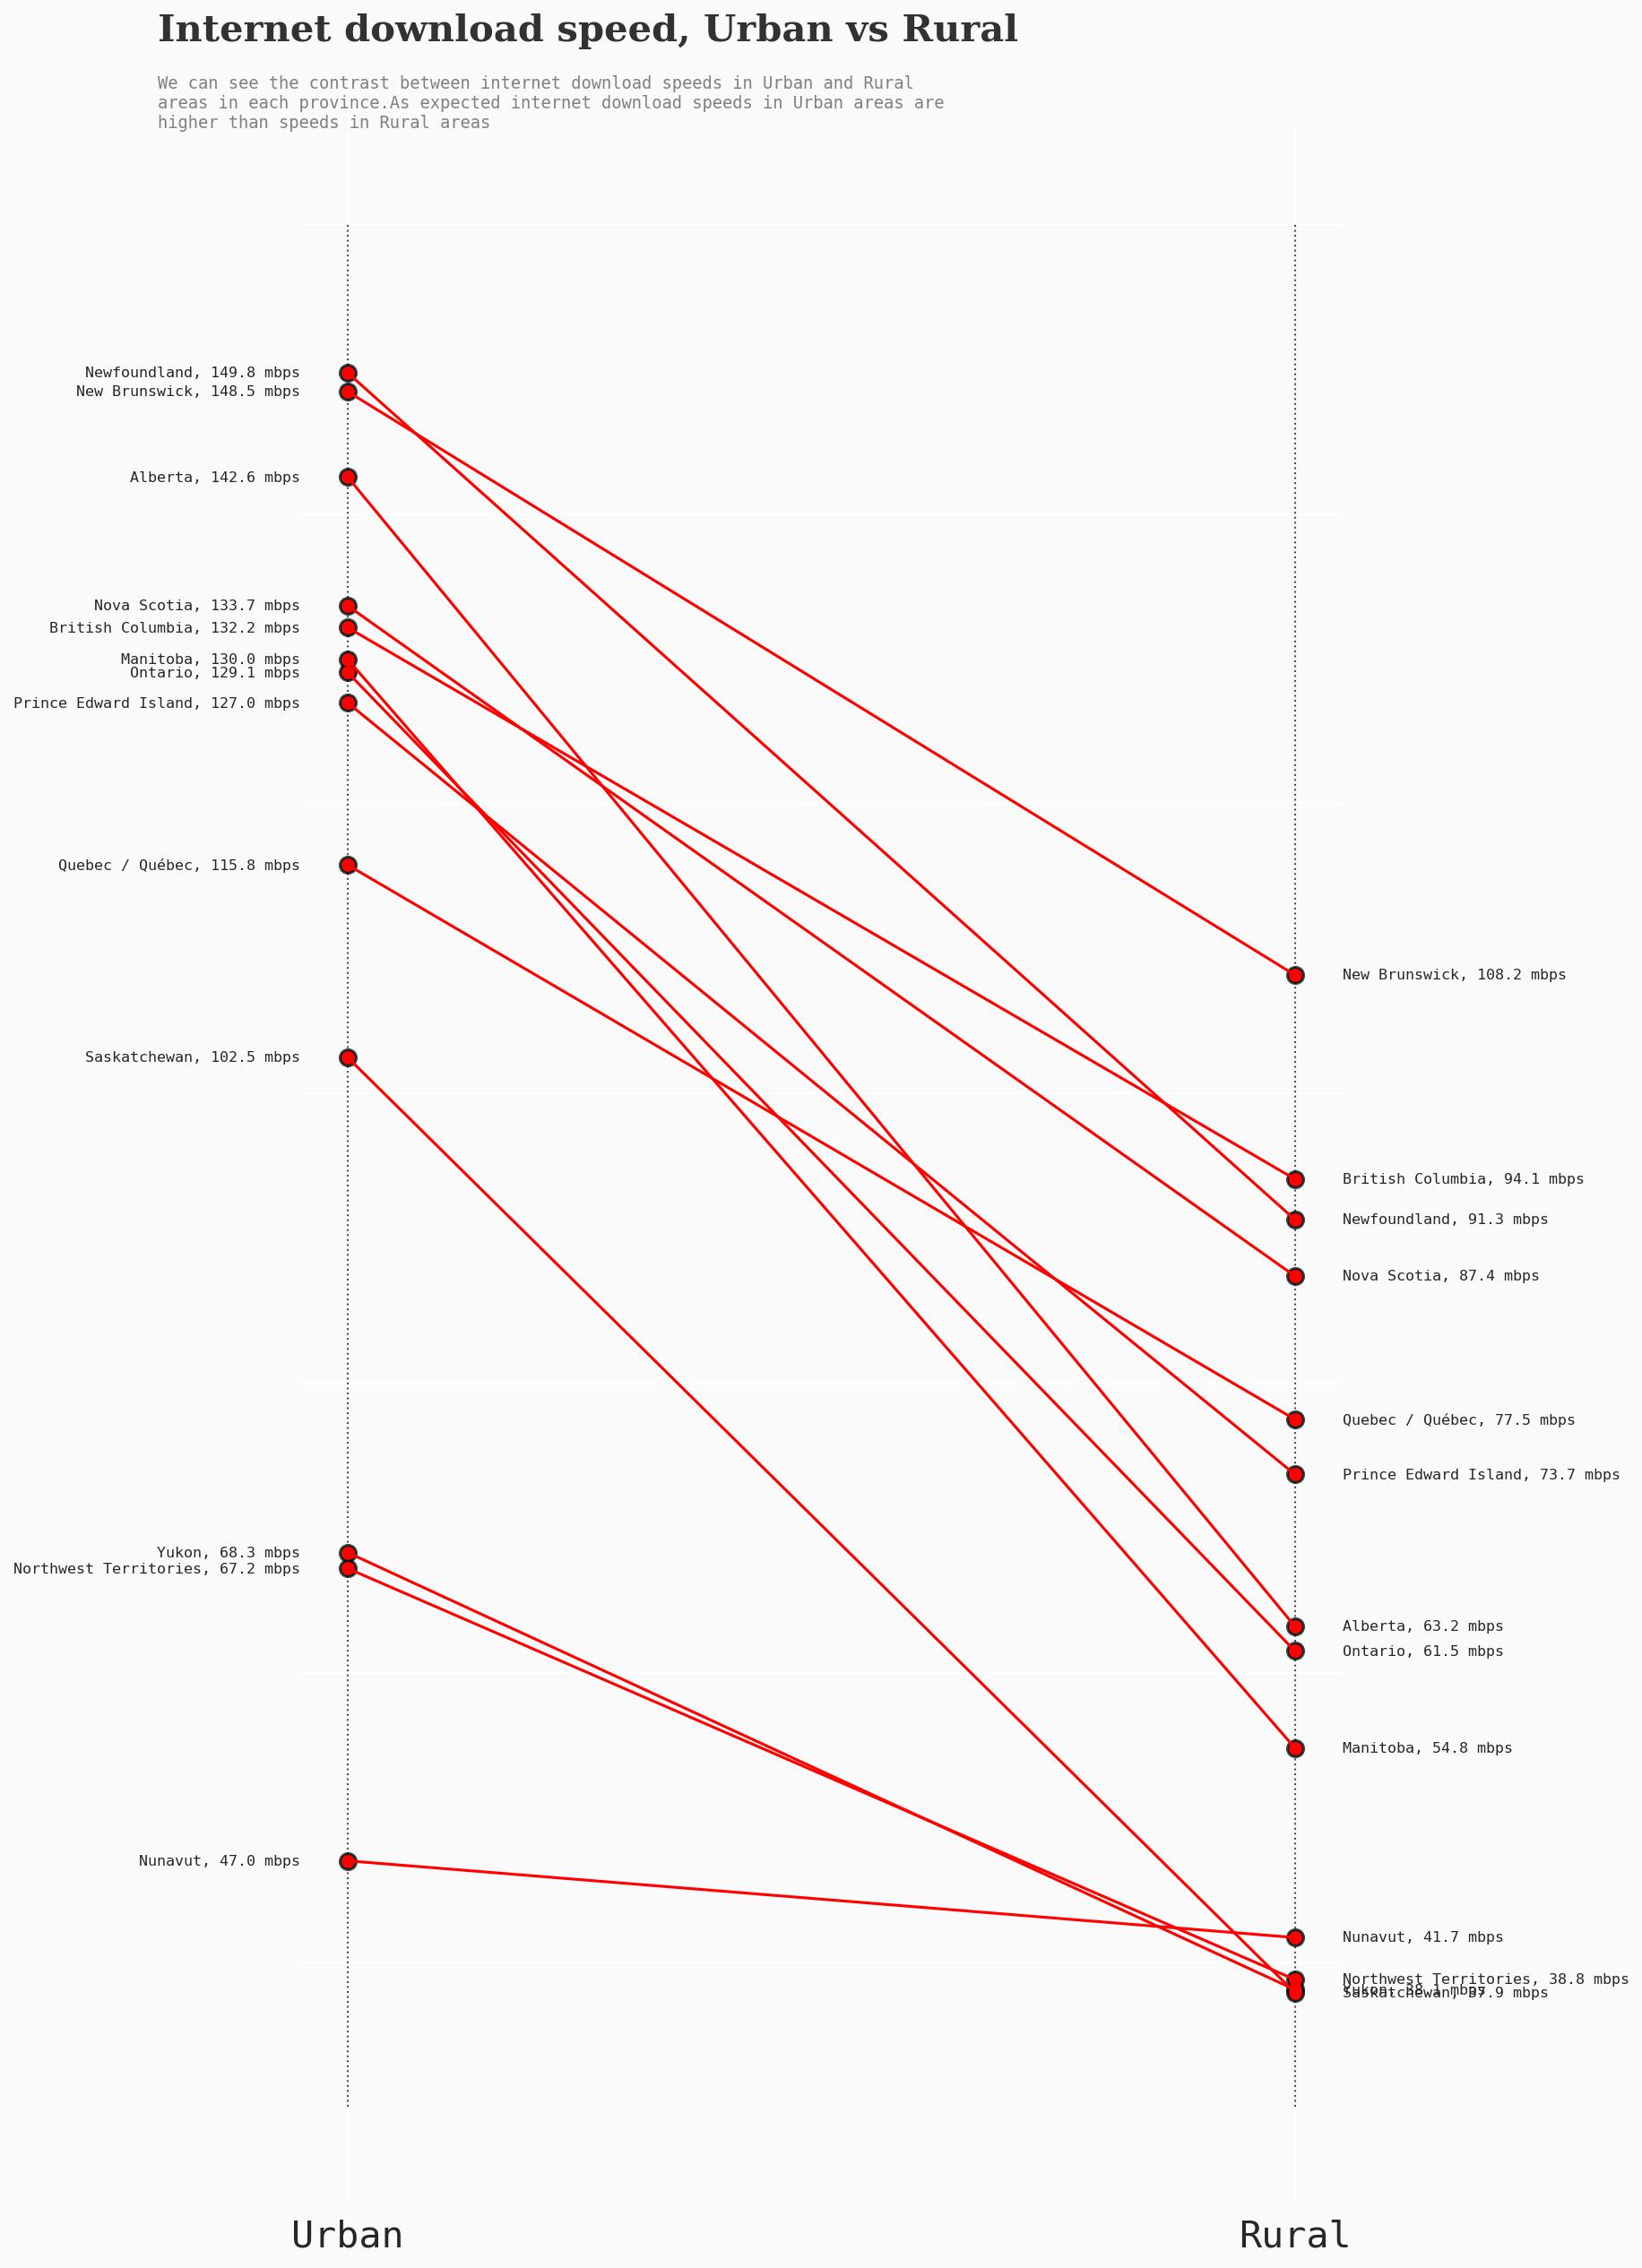 Internet download speed, Urban vs Rural
We can see the contrast between internet download speeds in Urban and Rural
areas in each province.As expected internet download speeds in Urban areas are
higher than speeds in Rural areas
Newfoundland, 149.8 mbps
New Brunswick, 148.5 mbps
Alberta, 142.6 mbps
Nova Scotia, 133.7 mbps
British Columbia, 132.2 mbps
Manitoba, 130.0 mbps
Ontario, 129.1 mbps
Prince Edward Island, 127.0 mbps
Quebec / Québec, 115.8 mbps
Saskatchewan, 102.5 mbps
Yukon, 68.3 mbps
Northwest Territories, 67.2 mbps
Nunavut, 47.0 mbps
New Brunswick, 108.2 mbps
British Columbia, 94.1 mbps
Newfoundland, 91.3 mbps
Nova Scotia, 87.4 mbps
Quebec / Québec, 77.5 mbps
Prince Edward Island, 73.7 mbps
Alberta, 63.2 mbps
Ontario, 61.5 mbps
Manitoba, 54.8 mbps
Nunavut, 41.7 mbps
Northwest Territories, 38.8 mbps
Yukon, 38.1 mbps
Saskatchewan, 37.9 mbps
Urban
Rural